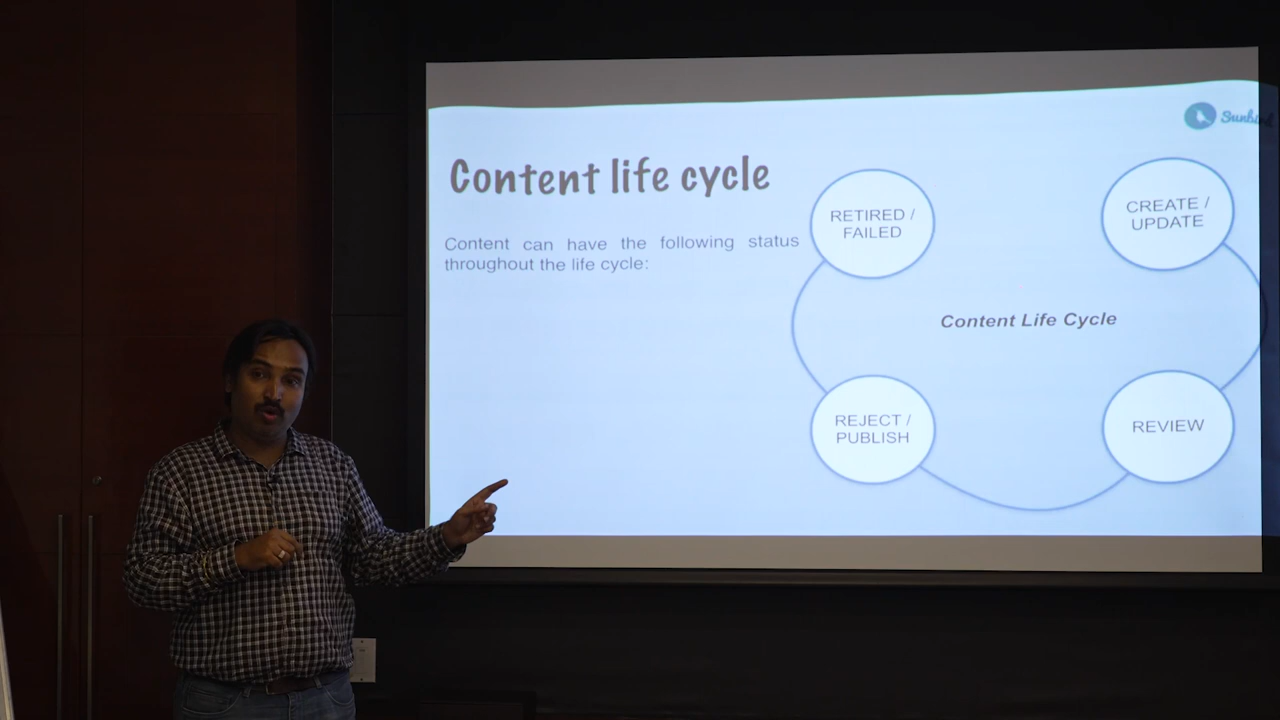 Content life cycle
Content can have the following status
throughout the life cycle:
RETIRED /
FAILED
CREATE /
UPDATE
Content Life Cycle
REJECT /
PUBLISH
REVIEW